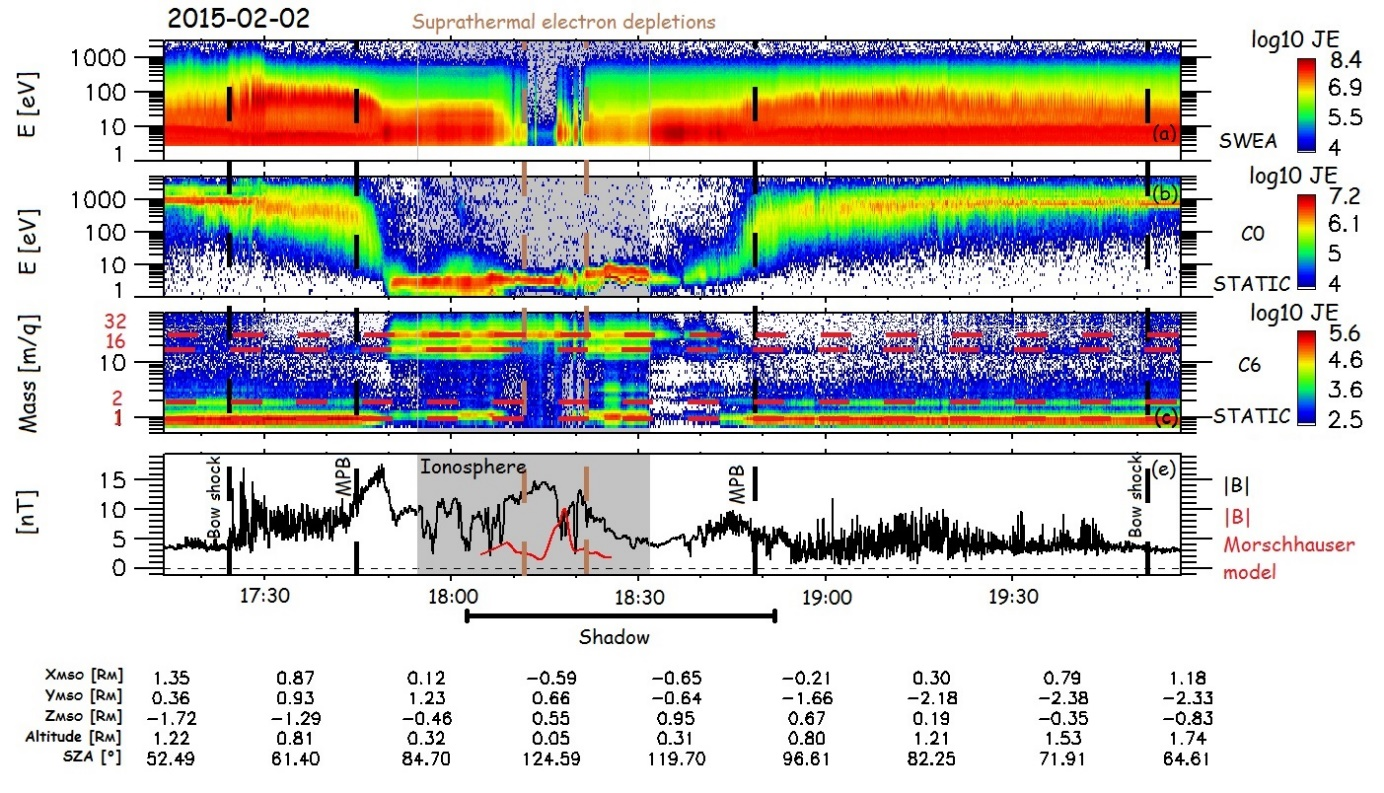 2015-02-02
Suprathermal electron depletions
E [eV]
1000
100
10
1
(a)
SWEA
log10 JE
8.4
6.9
5.5
4
E [eV]
1000
100
10
1
(b)
C0
STATIC
log10 JE
7.2
6.1
5
4
Mass [m/q]
32
16
10
2
1
(c)
C6
STATIC
log10 JE
5.6
4.6
3.6
2.5
[nT]
15
10
5
0
Bow shock
MPB
Ionosphere
MPB
Bow shock
(e)
|B|
|B|
Morschhauser
model
17:30 18:00 18:30 19:00 19:30
Shadow
XMSO [RM] 1.35 0.87 0.12 −0.59 −0.65 −0.21 0.30 0.79 1.18
YMSO [RM] 0.36 0.93 1.23 0.66 −0.64 −1.66 −2.18 −2.38 −2.33
ZMSO [RM] −1.72 −1.29 −0.46 0.55 0.95 0.67 0.19 −0.35 −0.83
Altitude [RM] 1.22 0.81 0.32 0.05 0.31 0.80 1.21 1.53 1.74
SZA [°] 52.49 61.40 84.70 124.59 119.70 96.61 82.25 71.91 64.61